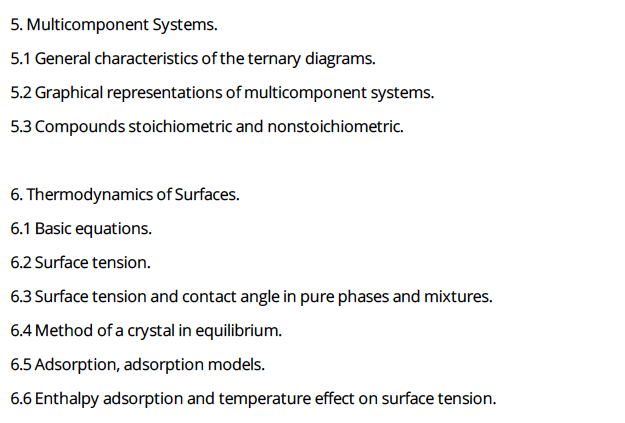 5. Multicomponent Systems.
5.1 General characteristics of the ternary diagrams.
5.2 Graphical representations of multicomponent systems.
5.3 Compounds stoichiometric and nonstoichiometric.
6. Thermodynamics of Surfaces.
6.1 Basic equations.
6.2 Surface tension.
6.3 Surface tension and contact angle in pure phases and mixtures.
6.4 Method of a crystal in equilibrium.
6.5 Adsorption, adsorption models.
6.6 Enthalpy adsorption and temperature effect on surface tension.